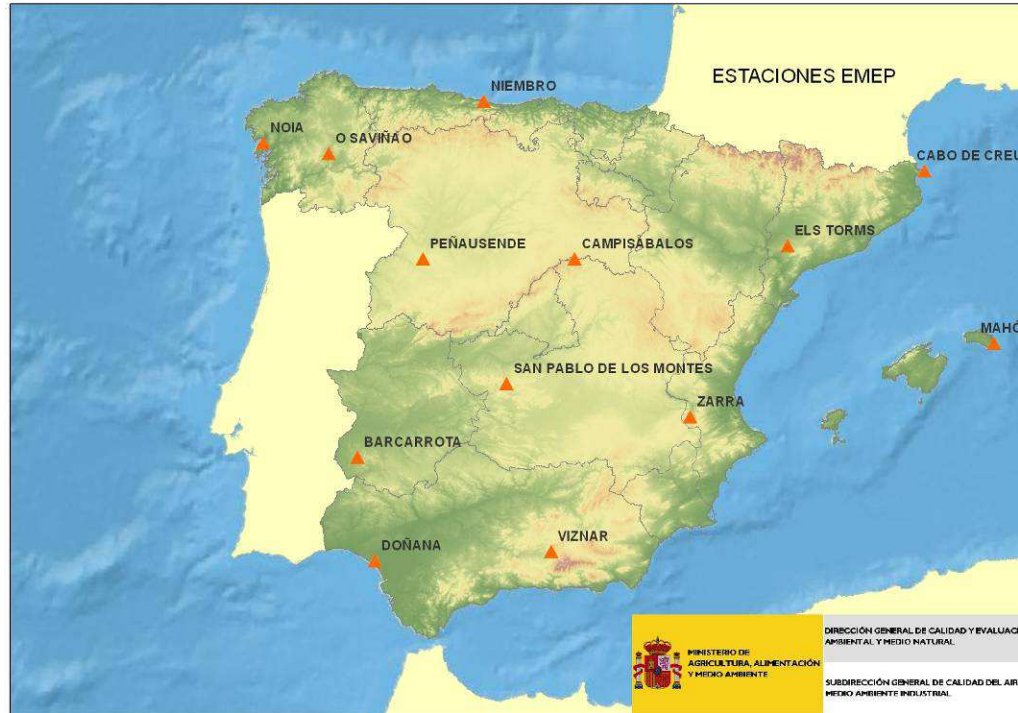 ESTACIONES EMEP
NIEMBRO
NOIA
O SAVIÑAO
CABO DE CREU
ELS TORMS
PEÑAUSENDE
CAMPISÁBALOS
MAHÓ
SAN PABLO DE LOS MONTES
ZARRA
BARCARROTA
DOÑANA
VIZNAR
MINISTERIO DE
AGRICULTURA, ALIMENTACIÓN
Y MEDIO AMBIENTE
DIRECCIÓN GENERAL DE CALIDAD Y EVALUAC
AMBIENTAL Y MEDIO NATURAL
SUBDIRECCIÓN GENERAL DE CALIDAD DEL AIR
MEDIO AMBIENTE INDUSTRIAL